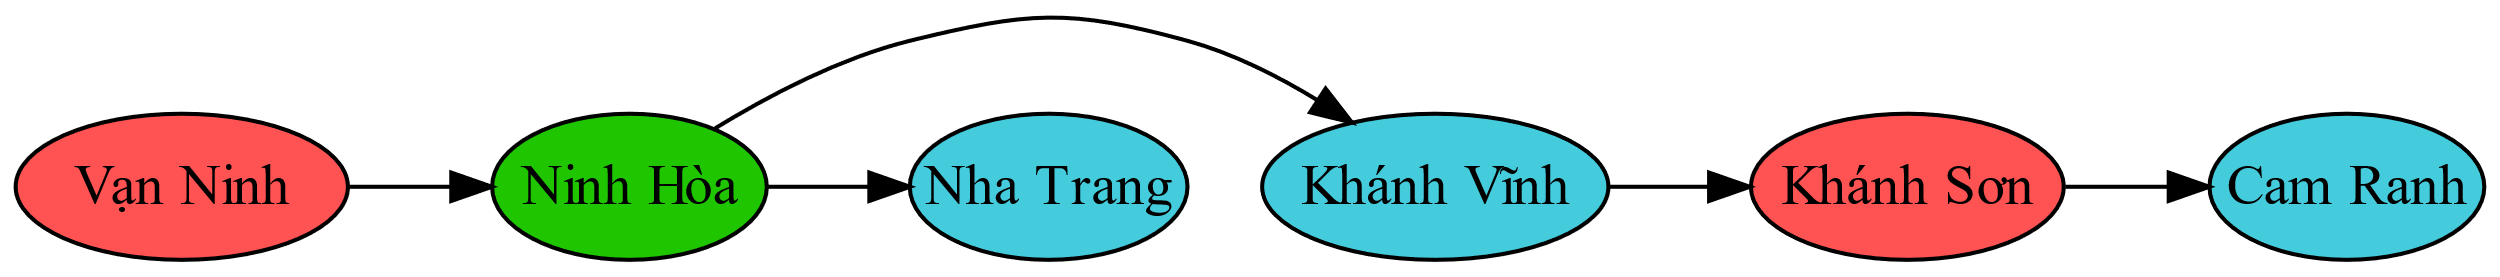 Vạn Ninh
Ninh Hòa
Nha Trang
Khánh Vĩnh
Khánh Sơn
Cam Ranh